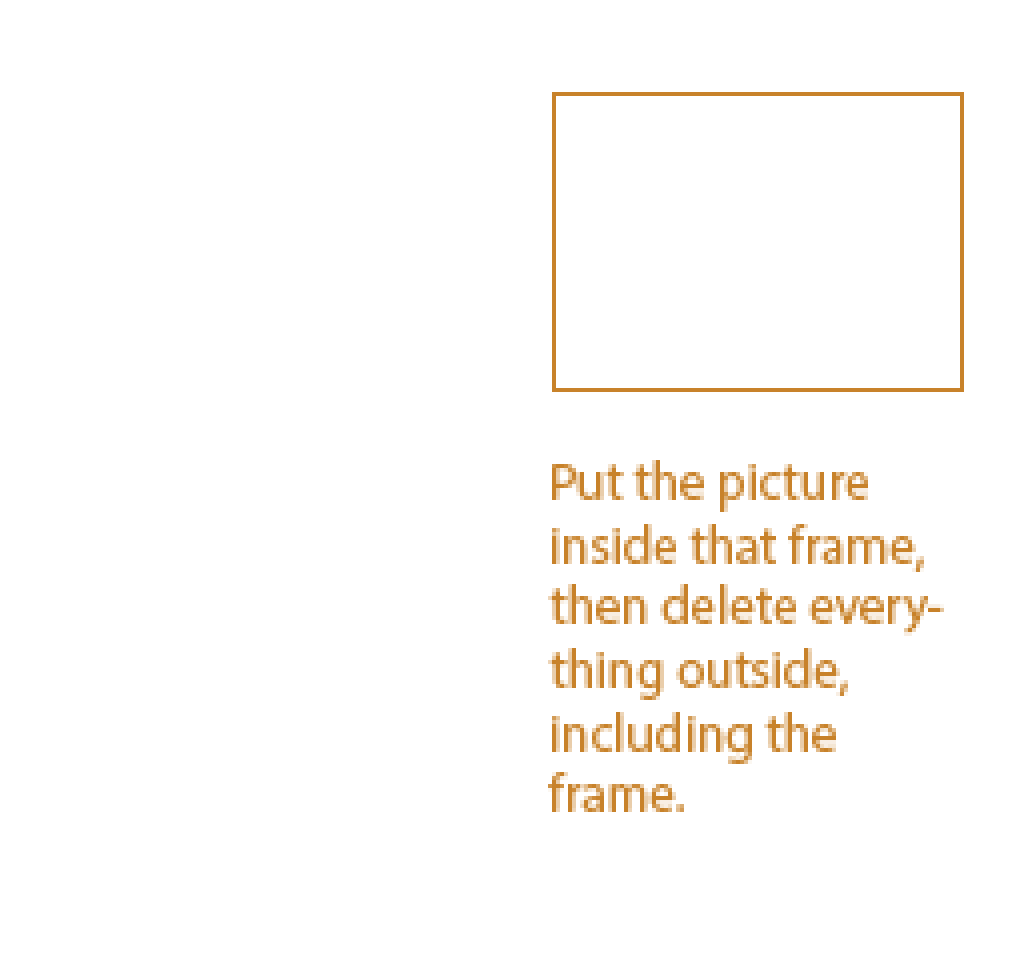 Put the picture
inside that frame,
then delete every-
thing outside,
including the
frame.